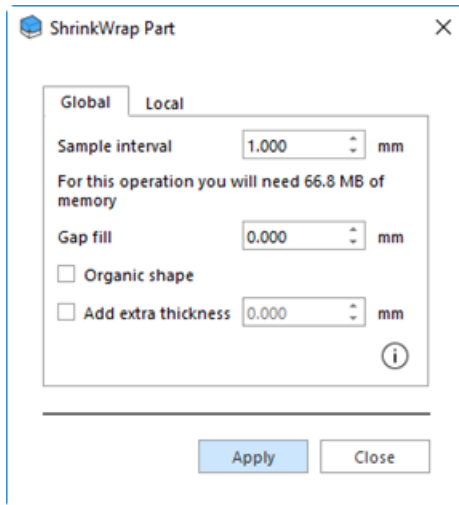 ShrinkWrap Part
Global Local
Sample interval 1.000 mm
For this operation you will need 66.8 MB of
memory
Gap fill 0.000 mm
Organic shape
Add extra thickness 0.000 mm
i
Apply Close